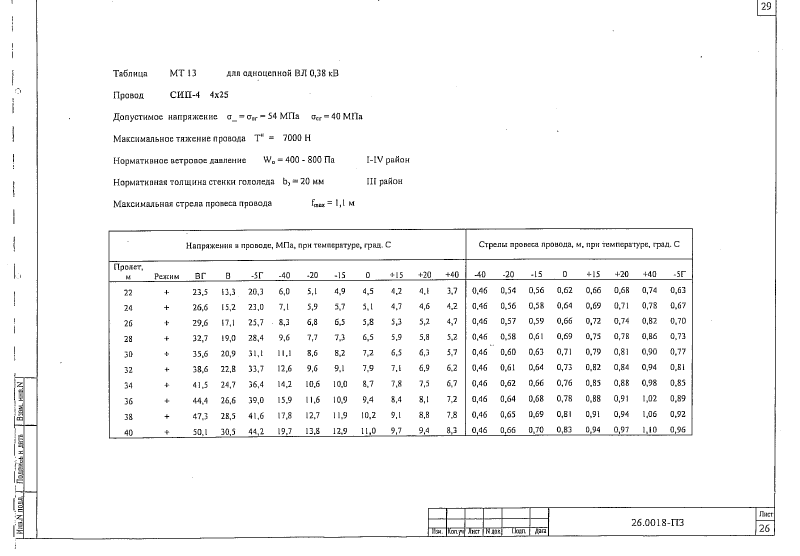 29
Таблица МТ 13 для одноцепной ВЛ 0,38 кВ
Провод СИП-4 4х25
Допустимое напряжение σ_ = σвг = 54 МПа σсг = 40 МПа
Максимальное тяжение провода Тн = 7000 Н
Нормативное ветровое давление Wo = 400 - 800 Па I-IV район
Нормативная толщина стенки гололеда bэ = 20 мм III район
Максимальная стрела провеса провода fmax = 1,1 м
Напряжения в проводе, МПа, при температуре, град. С Стрелы провеса провода, м, при температуре, град. С
Пролет, м Режим ВГ В -5Г -40 -20 -15 0 +15 +20 +40 -40 -20 -15 0 +15 +20 +40 -5Г
22 + 23,5 13,3 20,3 6,0 5,1 4,9 4,5 4,2 4,1 3,7 0,46 0,54 0,56 0,62 0,66 0,68 0,74 0,63
24 + 26,6 15,2 23,0 7,1 5,9 5,7 5,1 4,7 4,6 4,2 0,46 0,56 0,58 0,64 0,69 0,71 0,78 0,67
26 + 29,6 17,1 25,7 8,3 6,8 6,5 5,8 5,3 5,2 4,7 0,46 0,57 0,59 0,66 0,72 0,74 0,82 0,70
28 + 32,7 19,0 28,4 9,6 7,7 7,3 6,5 5,9 5,8 5,2 0,46 0,58 0,61 0,69 0,75 0,78 0,86 0,73
30 + 35,6 20,9 31,1 11,1 8,6 8,2 7,2 6,5 6,3 5,7 0,46 0,60 0,63 0,71 0,79 0,81 0,90 0,77
32 + 38,6 22,8 33,7 12,6 9,6 9,1 7,9 7,1 6,9 6,2 0,46 0,61 0,64 0,73 0,82 0,84 0,94 0,81
34 + 41,5 24,7 36,4 14,2 10,6 10,0 8,7 7,8 7,5 6,7 0,46 0,62 0,66 0,76 0,85 0,88 0,98 0,85
36 + 44,4 26,6 39,0 15,9 11,6 10,9 9,4 8,4 8,1 7,2 0,46 0,64 0,68 0,78 0,88 0,91 1,02 0,89
38 + 47,3 28,5 41,6 17,8 12,7 11,9 10,2 9,1 8,8 7,8 0,46 0,65 0,69 0,81 0,91 0,94 1,06 0,92
40 + 50,1 30,5 44,2 19,7 13,8 12,9 11,0 9,7 9,4 8,3 0,46 0,66 0,70 0,83 0,94 0,97 1,10 0,96
Взам. инв.N
Подпись и дата
Инв.N подл.
Изм. Кол.уч Лист N док. Подп. Дата
26.0018-ПЗ
Лист
26